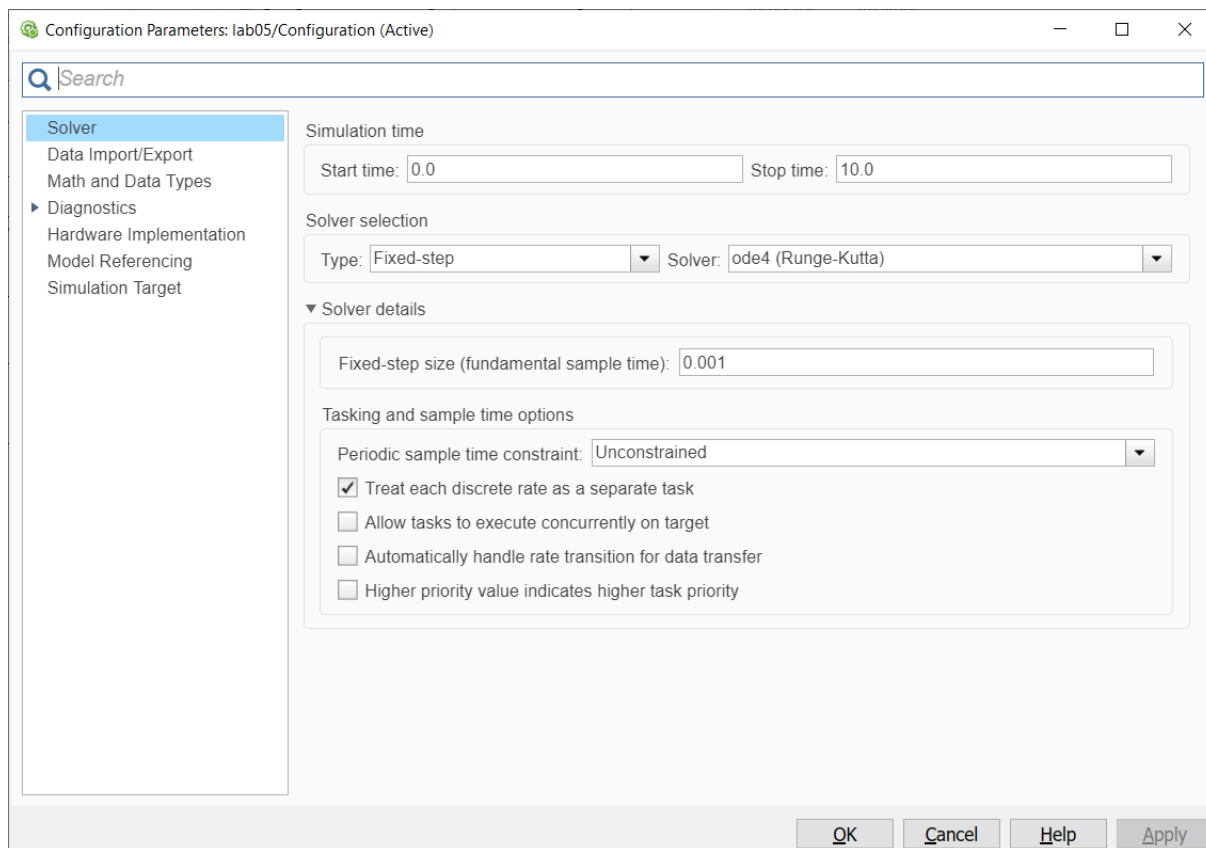 Configuration Parameters: lab05/Configuration (Active)
Search
Solver
Data Import/Export
Math and Data Types
Diagnostics
Hardware Implementation
Model Referencing
Simulation Target
Simulation time
Start time: 0.0 Stop time: 10.0
Solver selection
Type: Fixed-step Solver: ode4 (Runge-Kutta)
Solver details
Fixed-step size (fundamental sample time): 0.001
Tasking and sample time options
Periodic sample time constraint: Unconstrained
Treat each discrete rate as a separate task
Allow tasks to execute concurrently on target
Automatically handle rate transition for data transfer
Higher priority value indicates higher task priority
OK Cancel Help Apply